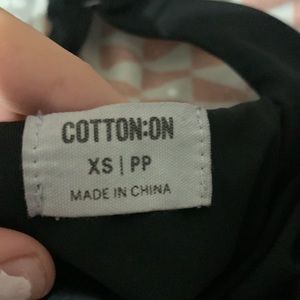 COTTON:ON
XS | PP
MADE IN CHINA